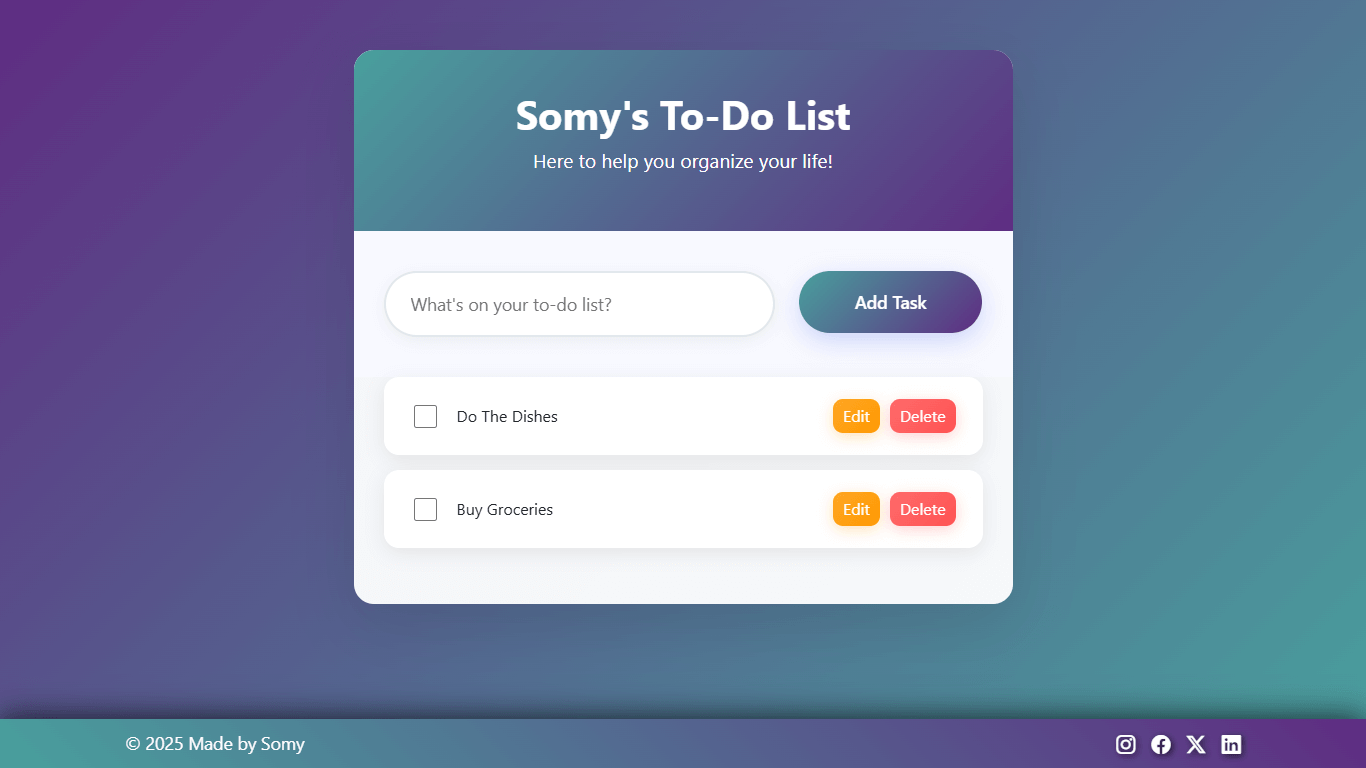 Somy's To-Do List
Here to help you organize your life!
What's on your to-do list?
Add Task
Do The Dishes
Edit
Delete
Buy Groceries
Edit
Delete
© 2025 Made by Somy